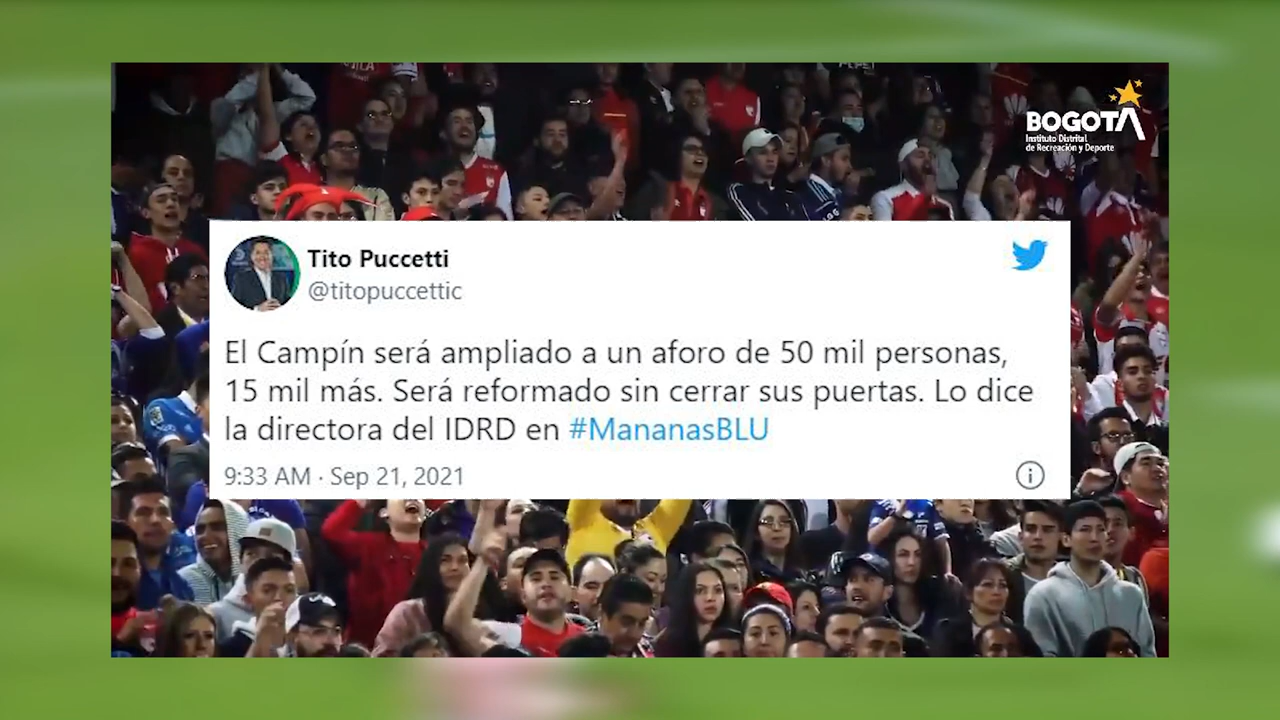 BOGOTA
Instituto Distrital
de Recreación y Deporte
Tito Puccetti
@titopuccettic
El Campín será ampliado a un aforo de 50 mil personas,
15 mil más. Será reformado sin cerrar sus puertas. Lo dice
la directora del IDRD en #MananasBLU
9:33 AM · Sep 21, 2021